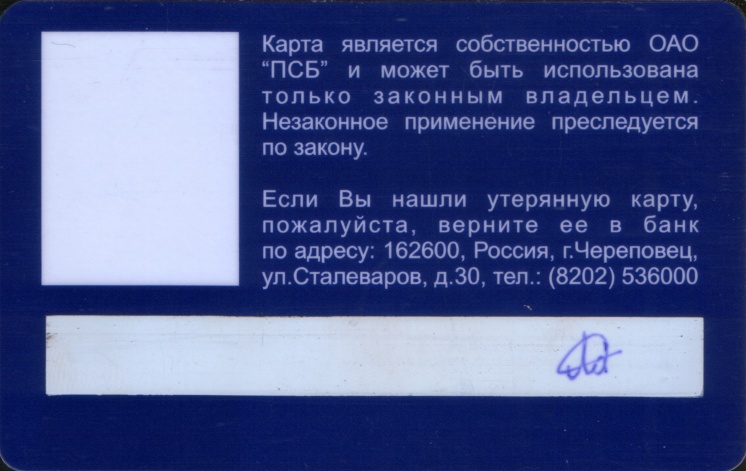 Карта является собственностью ОАО
“ПСБ” и может быть использована
только законным владельцем.
Незаконное применение преследуется
по закону.
Если Вы нашли утерянную карту,
пожалуйста, верните ее в банк
по адресу: 162600, Россия, г.Череповец,
ул.Сталеваров, д.30, тел.: (8202) 536000